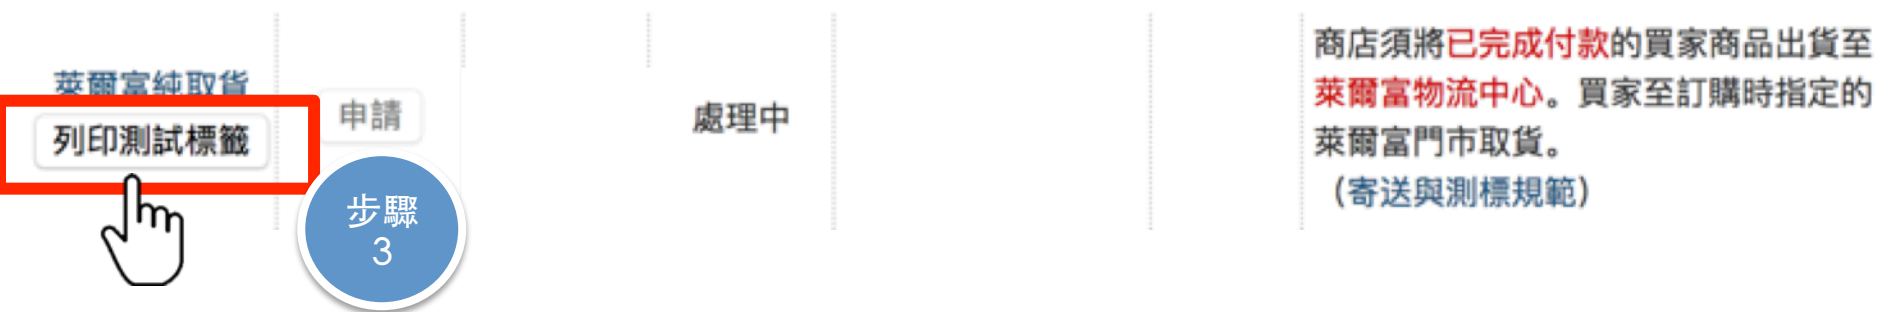 萊爾富純取貨
列印測試標籤
申請
步驟
3
處理中
商店須將已完成付款的買家商品出貨至
萊爾富物流中心。買家至訂購時指定的
萊爾富門市取貨。
（寄送與測標規範）